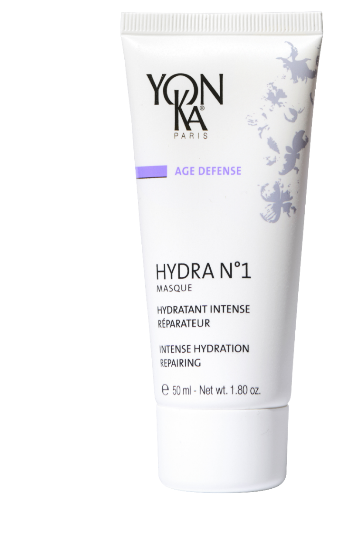 YON
KA®
PARIS
AGE DEFENSE
HYDRA N°1
MASQUE
HYDRATANT INTENSE
RÉPARATEUR
INTENSE HYDRATION
REPAIRING
℮ 50 ml - Net wt. 1.80 oz.